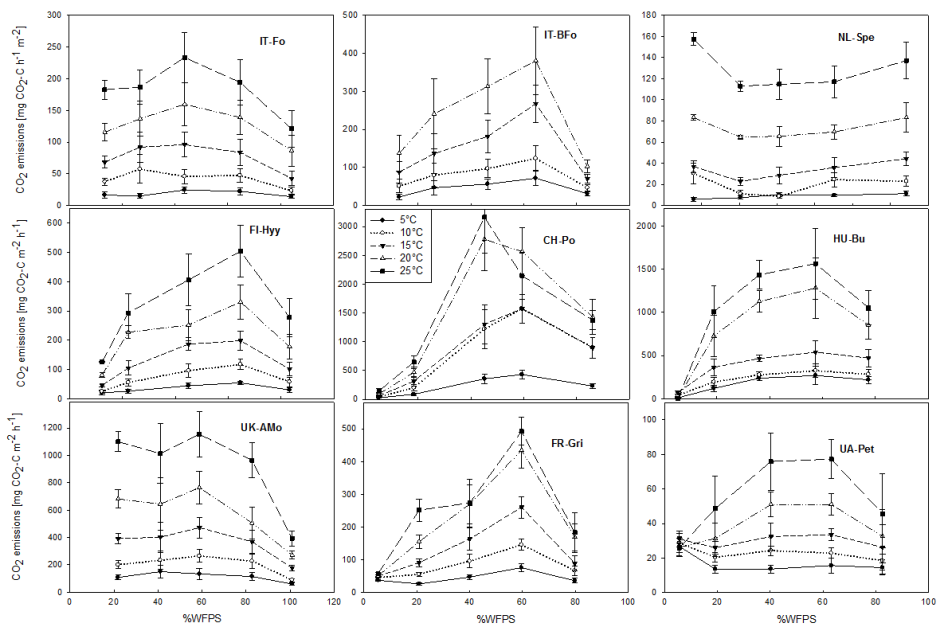 CO2 emissions [mg CO2-C h-1 m-2]
300
250
200
150
100
50
0
IT-Fo
500
400
300
200
100
0
IT-BFo
180
160
140
120
100
80
60
40
20
0
NL-Spe
CO2 emissions [mg CO2-C m-2 h-1]
600
500
400
300
200
100
0
FI-Hyy
3000
2500
2000
1500
1000
500
0
5°C
10°C
15°C
20°C
25°C
CH-Po
2000
1500
1000
500
0
HU-Bu
CO2 emissions [mg CO2-C m-2 h-1]
1200
1000
800
600
400
200
0
UK-AMo
0 20 40 60 80 100 120
%WFPS
500
400
300
200
100
0
FR-Gri
0 20 40 60 80 100
%WFPS
80
60
40
20
0
UA-Pet
0 20 40 60 80 100
%WFPS